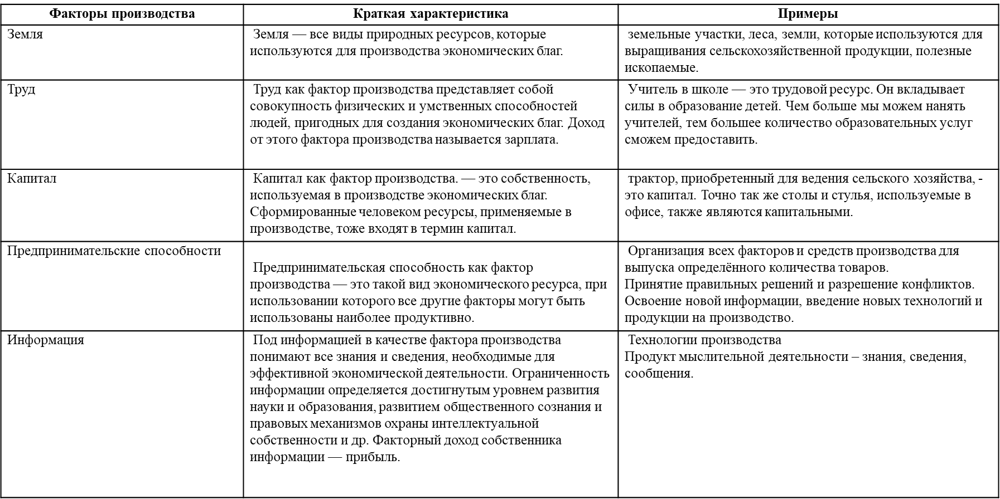 Факторы производства
Краткая характеристика
Примеры
Земля
Земля — все виды природных ресурсов, которые
используются для производства экономических благ.
земельные участки, леса, земли, которые используются для
выращивания сельскохозяйственной продукции, полезные
ископаемые.
Труд
Труд как фактор производства представляет собой
совокупность физических и умственных способностей
людей, пригодных для создания экономических благ. Доход
от этого фактора производства называется зарплата.
Учитель в школе — это трудовой ресурс. Он вкладывает
силы в образование детей. Чем больше мы можем нанять
учителей, тем большее количество образовательных услуг
сможем предоставить.
Капитал
Капитал как фактор производства. — это собственность,
используемая в производстве экономических благ.
Сформированные человеком ресурсы, применяемые в
производстве, тоже входят в термин капитал.
трактор, приобретенный для ведения сельского хозяйства, -
это капитал. Точно так же столы и стулья, используемые в
офисе, также являются капитальными.
Предпринимательские способности
Предпринимательская способность как фактор
производства — это такой вид экономического ресурса, при
использовании которого все другие факторы могут быть
использованы наиболее продуктивно.
Организация всех факторов и средств производства для
выпуска определённого количества товаров.
Принятие правильных решений и разрешение конфликтов.
Освоение новой информации, введение новых технологий и
продукции на производство.
Информация
Под информацией в качестве фактора производства
понимают все знания и сведения, необходимые для
эффективной экономической деятельности. Ограниченность
информации определяется достигнутым уровнем развития
науки и образования, развитием общественного сознания и
правовых механизмов охраны интеллектуальной
собственности и др. Факторный доход собственника
информации — прибыль.
Технологии производства
Продукт мыслительной деятельности – знания, сведения,
сообщения.